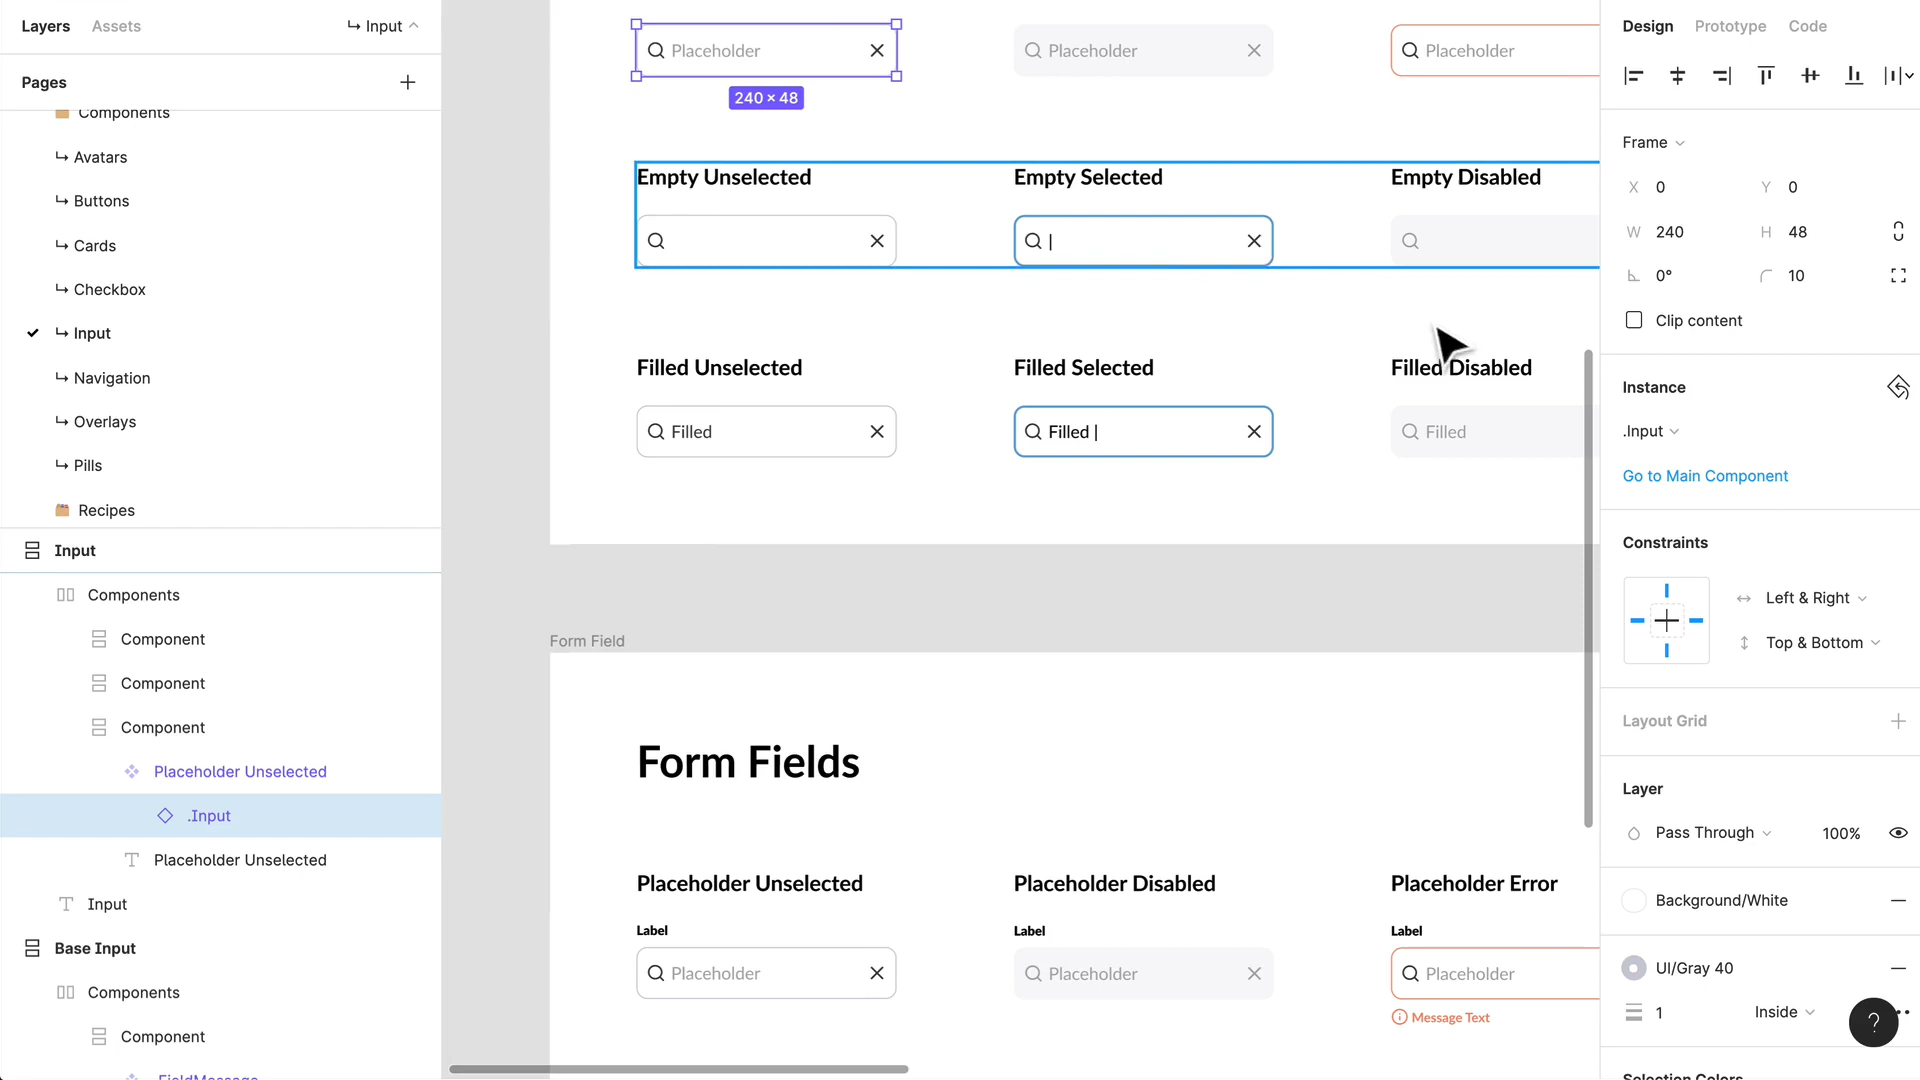 Layers
Assets
↳ Input
Pages
Components
↳ Avatars
↳ Buttons
↳ Cards
↳ Checkbox
↳ Input
↳ Navigation
↳ Overlays
↳ Pills
Recipes
Input
Components
Component
Component
Component
Placeholder Unselected
.Input
Placeholder Unselected
Input
Base Input
Components
Component
.FieldMessage
Placeholder
240 × 48
Placeholder
Placeholder
Empty Unselected
Empty Selected
Empty Disabled
Filled Unselected
Filled Selected
Filled Disabled
Filled
Filled |
Filled
Form Field
Form Fields
Placeholder Unselected
Placeholder Disabled
Placeholder Error
Label
Label
Label
Placeholder
Placeholder
Placeholder
Message Text
Design
Prototype
Code
Frame
X 0
Y 0
W 240
H 48
0°
10
Clip content
Instance
.Input
Go to Main Component
Constraints
Left & Right
Top & Bottom
Layout Grid
Layer
Pass Through
100%
Background/White
UI/Gray 40
1
Inside
?
Selection Colors